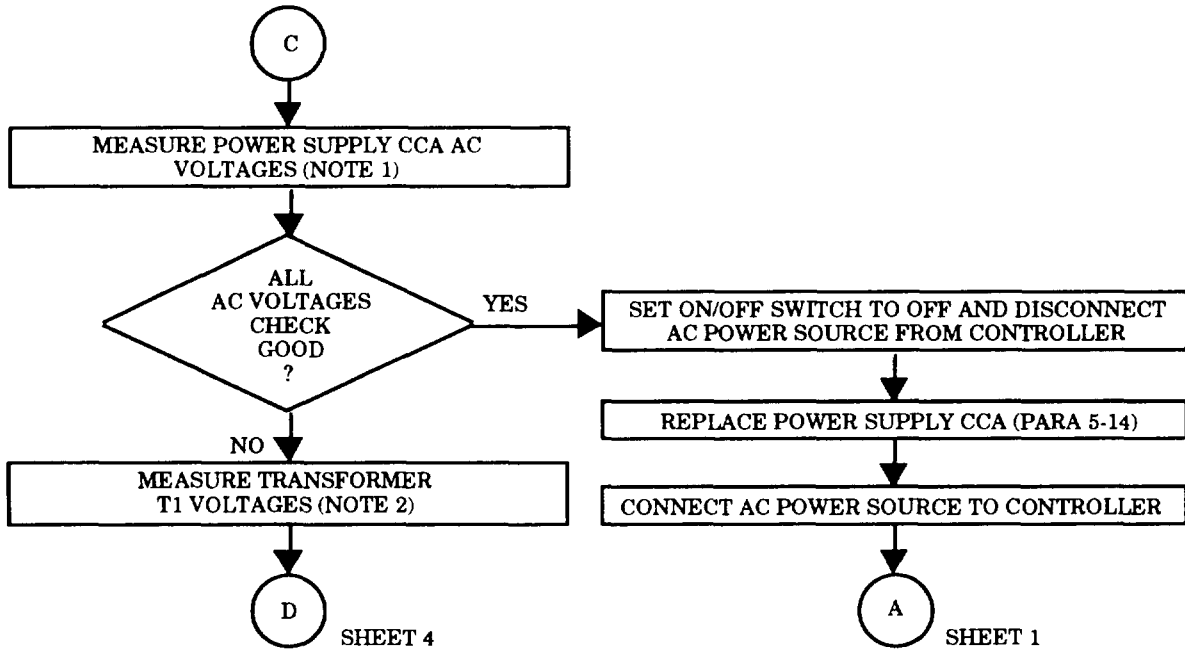 C
MEASURE POWER SUPPLY CCA AC
VOLTAGES (NOTE 1)
ALL
AC VOLTAGES
CHECK
GOOD
?
YES
SET ON/OFF SWITCH TO OFF AND DISCONNECT
AC POWER SOURCE FROM CONTROLLER
REPLACE POWER SUPPLY CCA (PARA 5-14)
CONNECT AC POWER SOURCE TO CONTROLLER
A
SHEET 1
NO
MEASURE TRANSFORMER
T1 VOLTAGES (NOTE 2)
D
SHEET 4